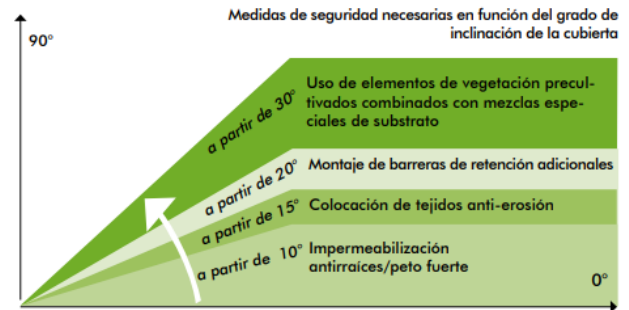 Medidas de seguridad necesarias en función del grado de
inclinación de la cubierta
90°
a partir de 30°
Uso de elementos de vegetación precul-
tivados combinados con mezclas espe-
ciales de substrato
a partir de 20°
Montaje de barreras de retención adicionales
a partir de 15°
Colocación de tejidos anti-erosión
a partir de 10°
Impermeabilización
antirraíces/peto fuerte
0°